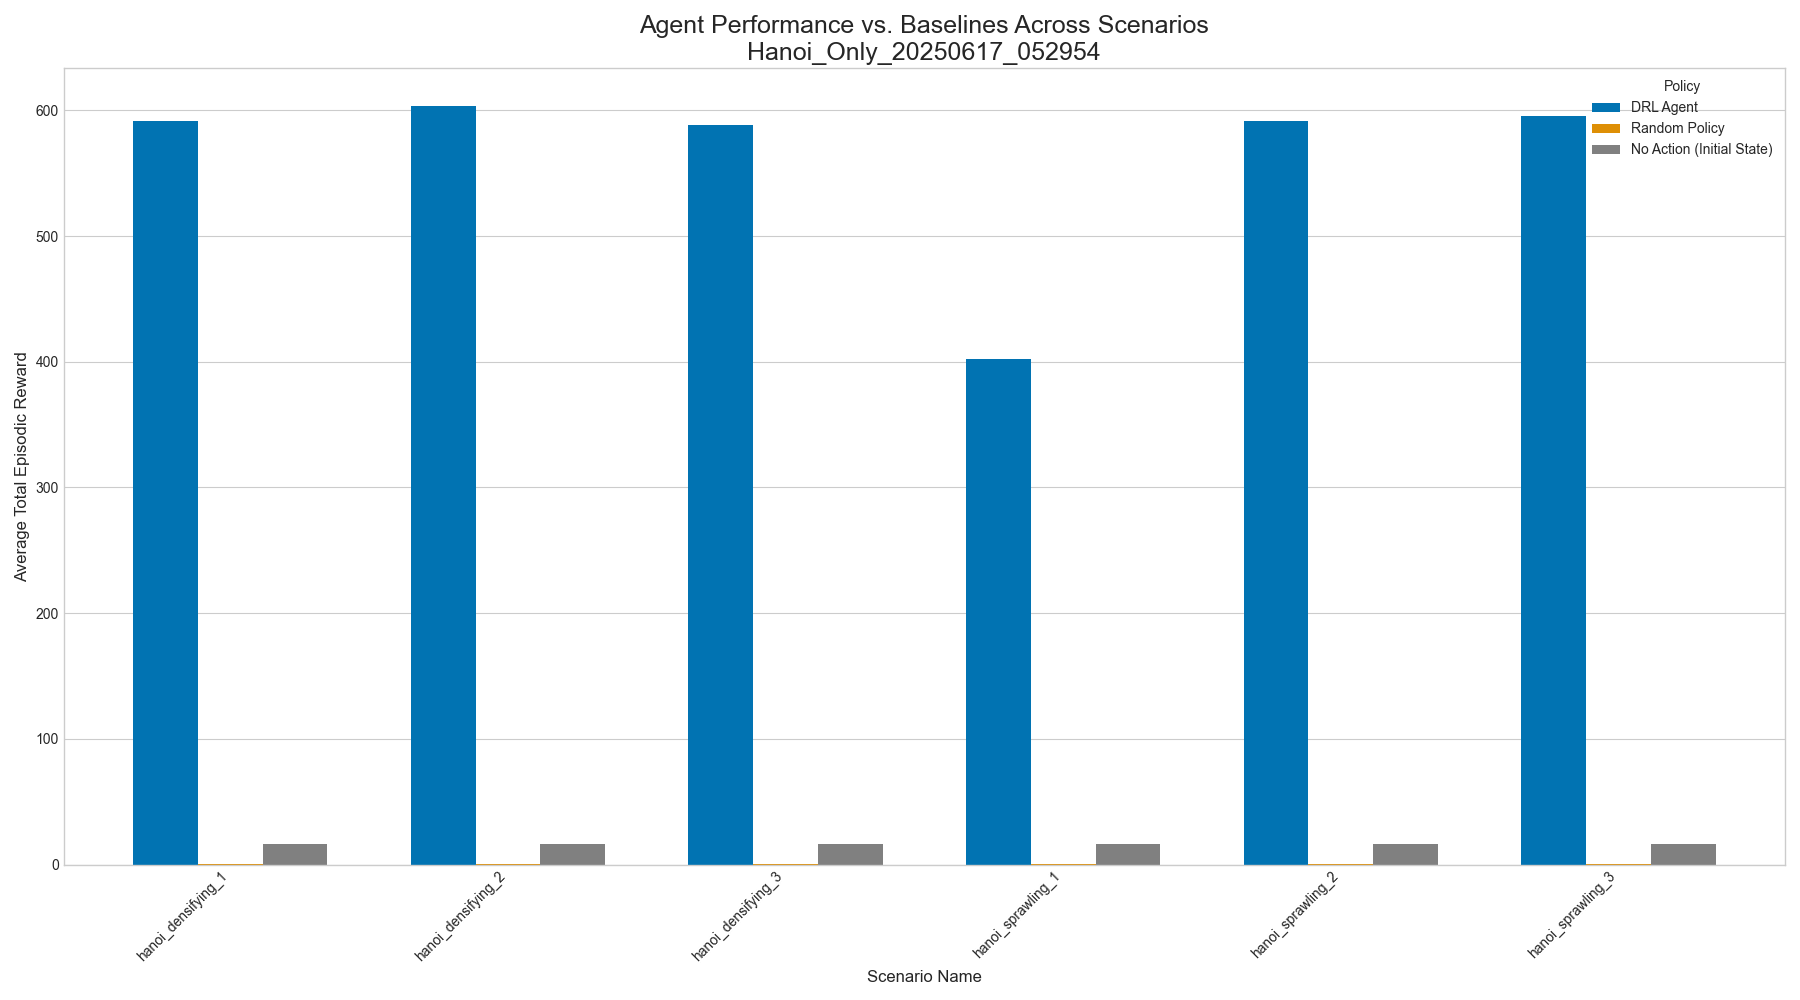 Agent Performance vs. Baselines Across Scenarios
Hanoi_Only_20250617_052954
Policy
DRL Agent
Random Policy
No Action (Initial State)
Average Total Episodic Reward
600
500
400
300
200
100
0
hanoi_densifying_1
hanoi_densifying_2
hanoi_densifying_3
hanoi_sprawling_1
hanoi_sprawling_2
hanoi_sprawling_3
Scenario Name